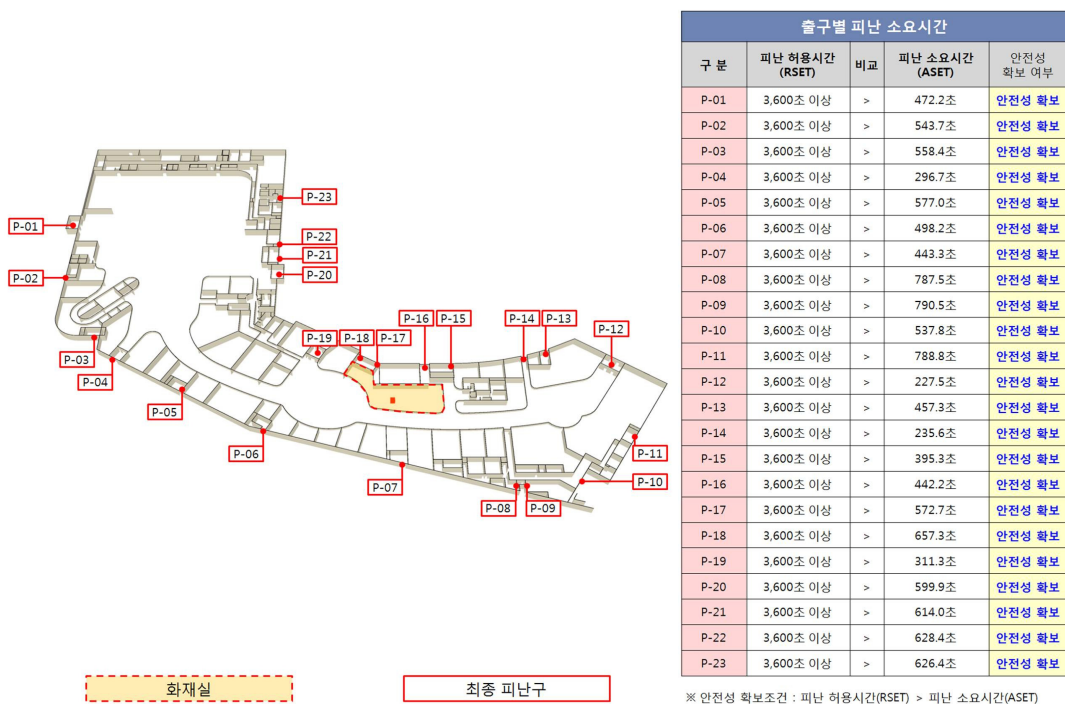 출구별 피난 소요시간
구 분 피난 허용시간 (RSET) 비교 피난 소요시간 (ASET) 안전성 확보 여부
P-01 3,600초 이상 > 472.2초 안전성 확보
P-02 3,600초 이상 > 543.7초 안전성 확보
P-03 3,600초 이상 > 558.4초 안전성 확보
P-04 3,600초 이상 > 296.7초 안전성 확보
P-05 3,600초 이상 > 577.0초 안전성 확보
P-06 3,600초 이상 > 498.2초 안전성 확보
P-07 3,600초 이상 > 443.3초 안전성 확보
P-08 3,600초 이상 > 787.5초 안전성 확보
P-09 3,600초 이상 > 790.5초 안전성 확보
P-10 3,600초 이상 > 537.8초 안전성 확보
P-11 3,600초 이상 > 788.8초 안전성 확보
P-12 3,600초 이상 > 227.5초 안전성 확보
P-13 3,600초 이상 > 457.3초 안전성 확보
P-14 3,600초 이상 > 235.6초 안전성 확보
P-15 3,600초 이상 > 395.3초 안전성 확보
P-16 3,600초 이상 > 442.2초 안전성 확보
P-17 3,600초 이상 > 572.7초 안전성 확보
P-18 3,600초 이상 > 657.3초 안전성 확보
P-19 3,600초 이상 > 311.3초 안전성 확보
P-20 3,600초 이상 > 599.9초 안전성 확보
P-21 3,600초 이상 > 614.0초 안전성 확보
P-22 3,600초 이상 > 628.4초 안전성 확보
P-23 3,600초 이상 > 626.4초 안전성 확보
※ 안전성 확보조건 : 피난 허용시간(RSET) > 피난 소요시간(ASET)
P-23
P-01
P-22
P-21
P-20
P-02
P-16
P-15
P-14
P-13
P-19
P-18
P-17
P-12
P-03
P-04
P-05
P-06
P-11
P-07
P-10
P-08
P-09
화재실
최종 피난구